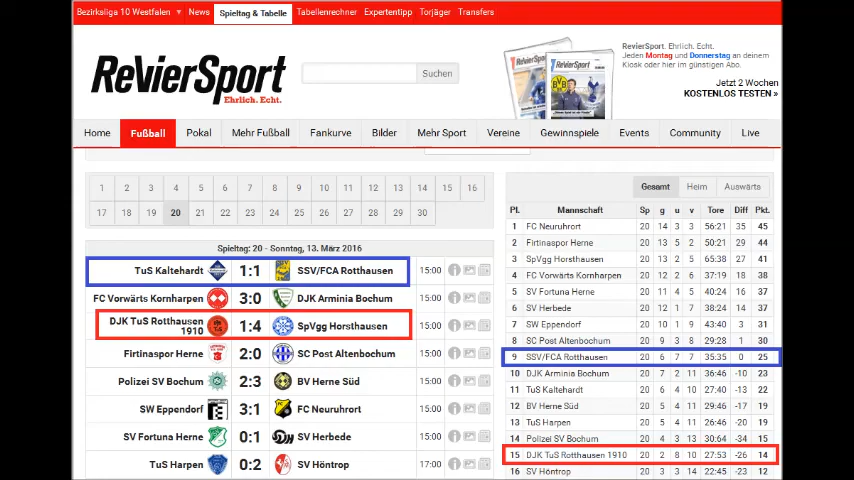 Bezirksliga 10 Westfalen ▼ News Spieltag & Tabelle Tabellenrechner Expertentipp Torjäger Transfers
ReVierSport
Ehrlich. Echt.
Suchen
RevierSport. Ehrlich. Echt.
Jeden Montag und Donnerstag an deinem
Kiosk oder hier im günstigen Abo.
Jetzt 2 Wochen
KOSTENLOS TESTEN »
Home Fußball Pokal Mehr Fußball Fankurve Bilder Mehr Sport Vereine Gewinnspiele Events Community Live
1 2 3 4 5 6 7 8 9 10 11 12 13 14 15 16
17 18 19 20 21 22 23 24 25 26 27 28 29 30
Spieltag: 20 - Sonntag, 13. März 2016
TuS Kaltehardt 1:1 SSV/FCA Rotthausen 15:00
FC Vorwärts Kornharpen 3:0 DJK Arminia Bochum 15:00
DJK TuS Rotthausen
1910 1:4 SpVgg Horsthausen 15:00
Firtinaspor Herne 2:0 SC Post Altenbochum 15:00
Polizei SV Bochum 2:3 BV Herne Süd 15:00
SW Eppendorf 3:1 FC Neuruhrort 15:00
SV Fortuna Herne 0:1 SV Herbede 15:00
TuS Harpen 0:2 SV Höntrop 17:00
Gesamt Heim Auswärts
Pl. Mannschaft Sp g u v Tore Diff Pkt.
1 FC Neuruhrort 20 14 3 3 56:21 35 45
2 Firtinaspor Herne 20 13 5 2 50:21 29 44
3 SpVgg Horsthausen 20 13 2 5 65:38 27 41
4 FC Vorwärts Kornharpen 20 12 2 6 37:19 18 38
5 SV Fortuna Herne 20 11 4 5 40:24 16 37
6 SV Herbede 20 12 1 7 38:24 14 37
7 SW Eppendorf 20 10 1 9 43:40 3 31
8 SC Post Altenbochum 20 9 3 8 29:28 1 30
9 SSV/FCA Rotthausen 20 6 7 7 35:35 0 25
10 DJK Arminia Bochum 20 7 2 11 36:46 -10 23
11 TuS Kaltehardt 20 6 4 10 27:40 -13 22
12 BV Herne Süd 20 6 1 13 29:46 -17 19
13 TuS Harpen 20 5 4 11 26:46 -20 19
14 Polizei SV Bochum 20 4 3 13 30:64 -34 15
15 DJK TuS Rotthausen 1910 20 2 8 10 27:53 -26 14
16 SV Höntrop 20 3 3 14 22:45 -23 12